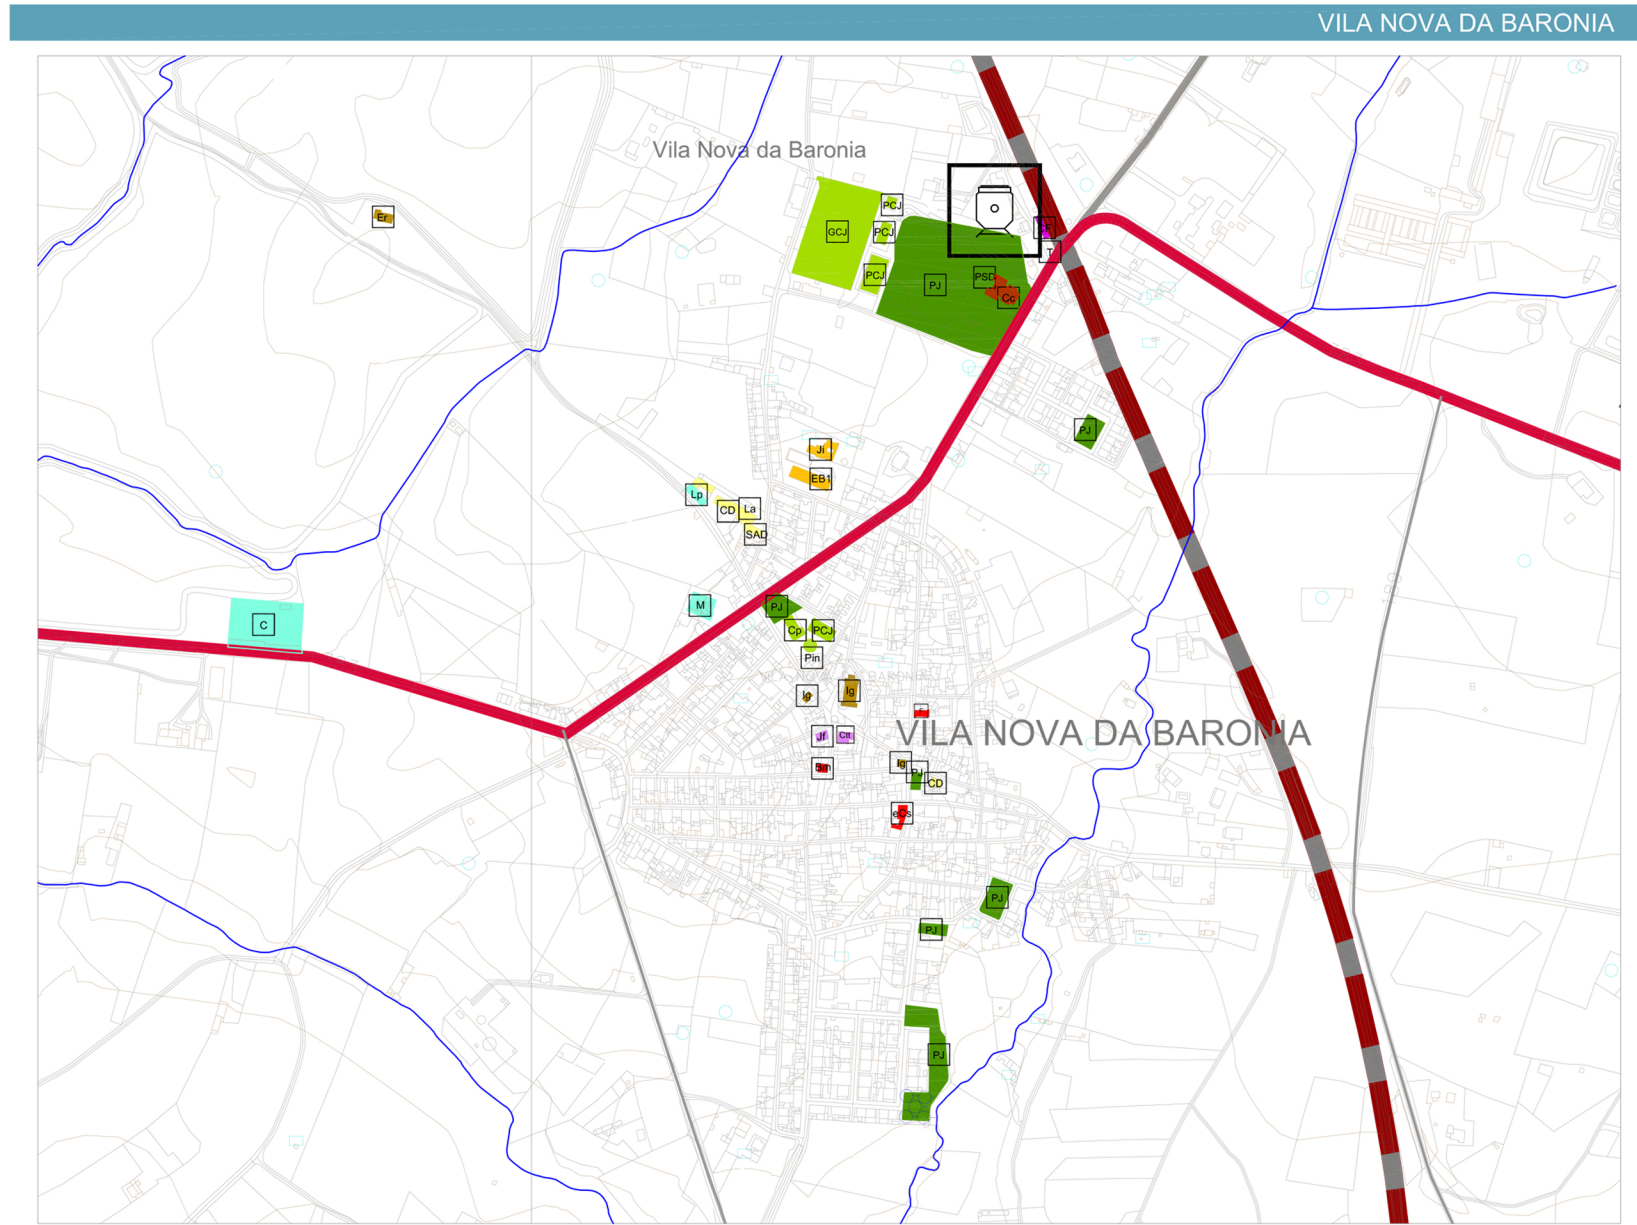 VILA NOVA DA BARONIA
Vila Nova da Baronia
Er
PCJ
GCJ
PCJ
T
PCJ
PJ
PSD
Cc
PJ
Ji
EB1
Lp
CD
La
SAD
M
PJ
C
Cp
PCJ
Pin
Ig
Ig
F
VILA NOVA DA BARONIA
Jf
Ctt
Ig
PJ
CD
eCs
PJ
PJ
PJ